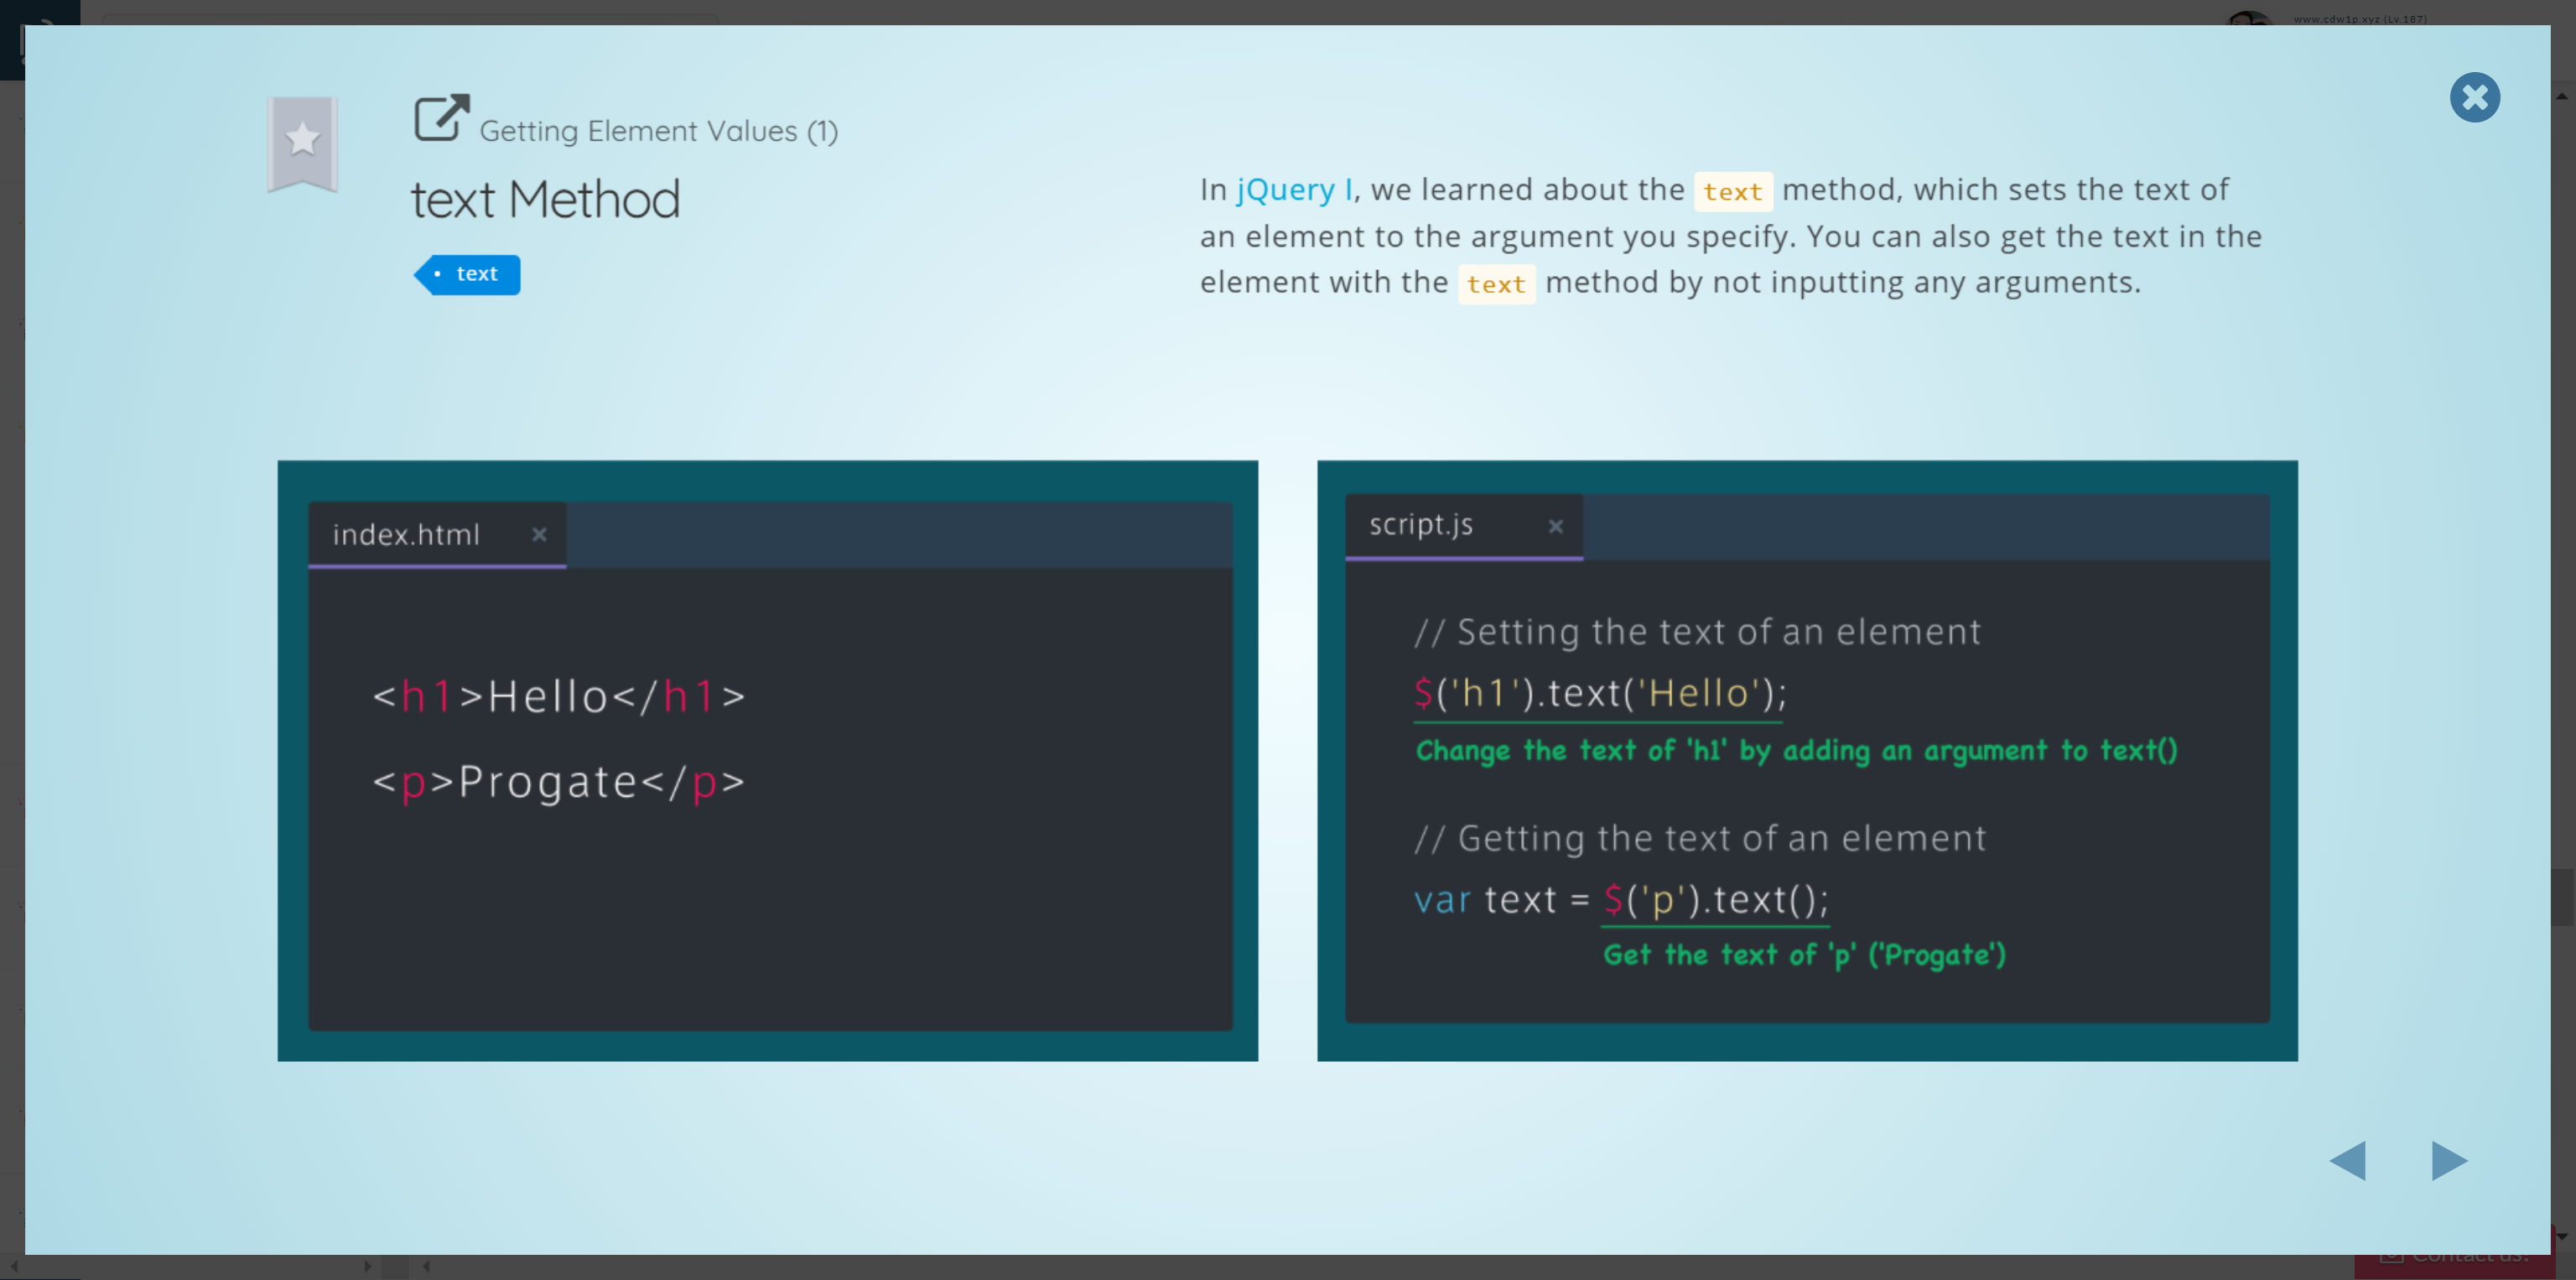 www.cdw1p.xyz (Lv.187)
Getting Element Values (1)
text Method
• text
In jQuery I, we learned about the text method, which sets the text of
an element to the argument you specify. You can also get the text in the
element with the text method by not inputting any arguments.
index.html ×
<h1>Hello</h1>
<p>Progate</p>
script.js ×
// Setting the text of an element
$('h1').text('Hello');
Change the text of 'h1' by adding an argument to text()
// Getting the text of an element
var text = $('p').text();
Get the text of 'p' ('Progate')
Contact us!